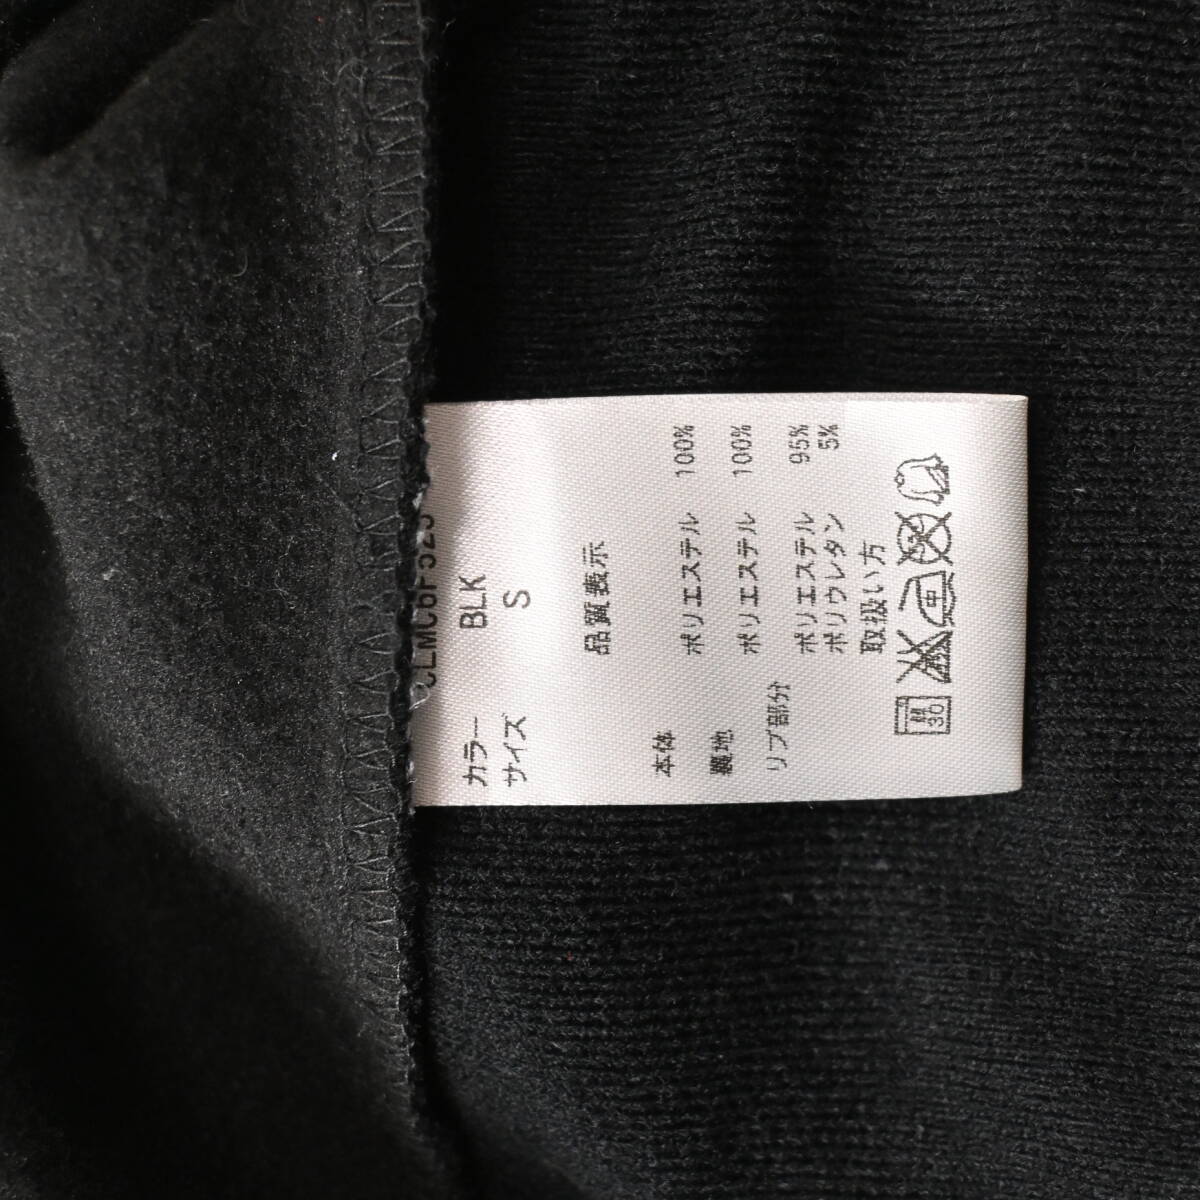 カラー BLK
サイズ S
品質表示
本体 ポリエステル 100%
裏地 ポリエステル 100%
リブ部分 ポリエステル 95%
ポリウレタン 5%
取扱い方
30